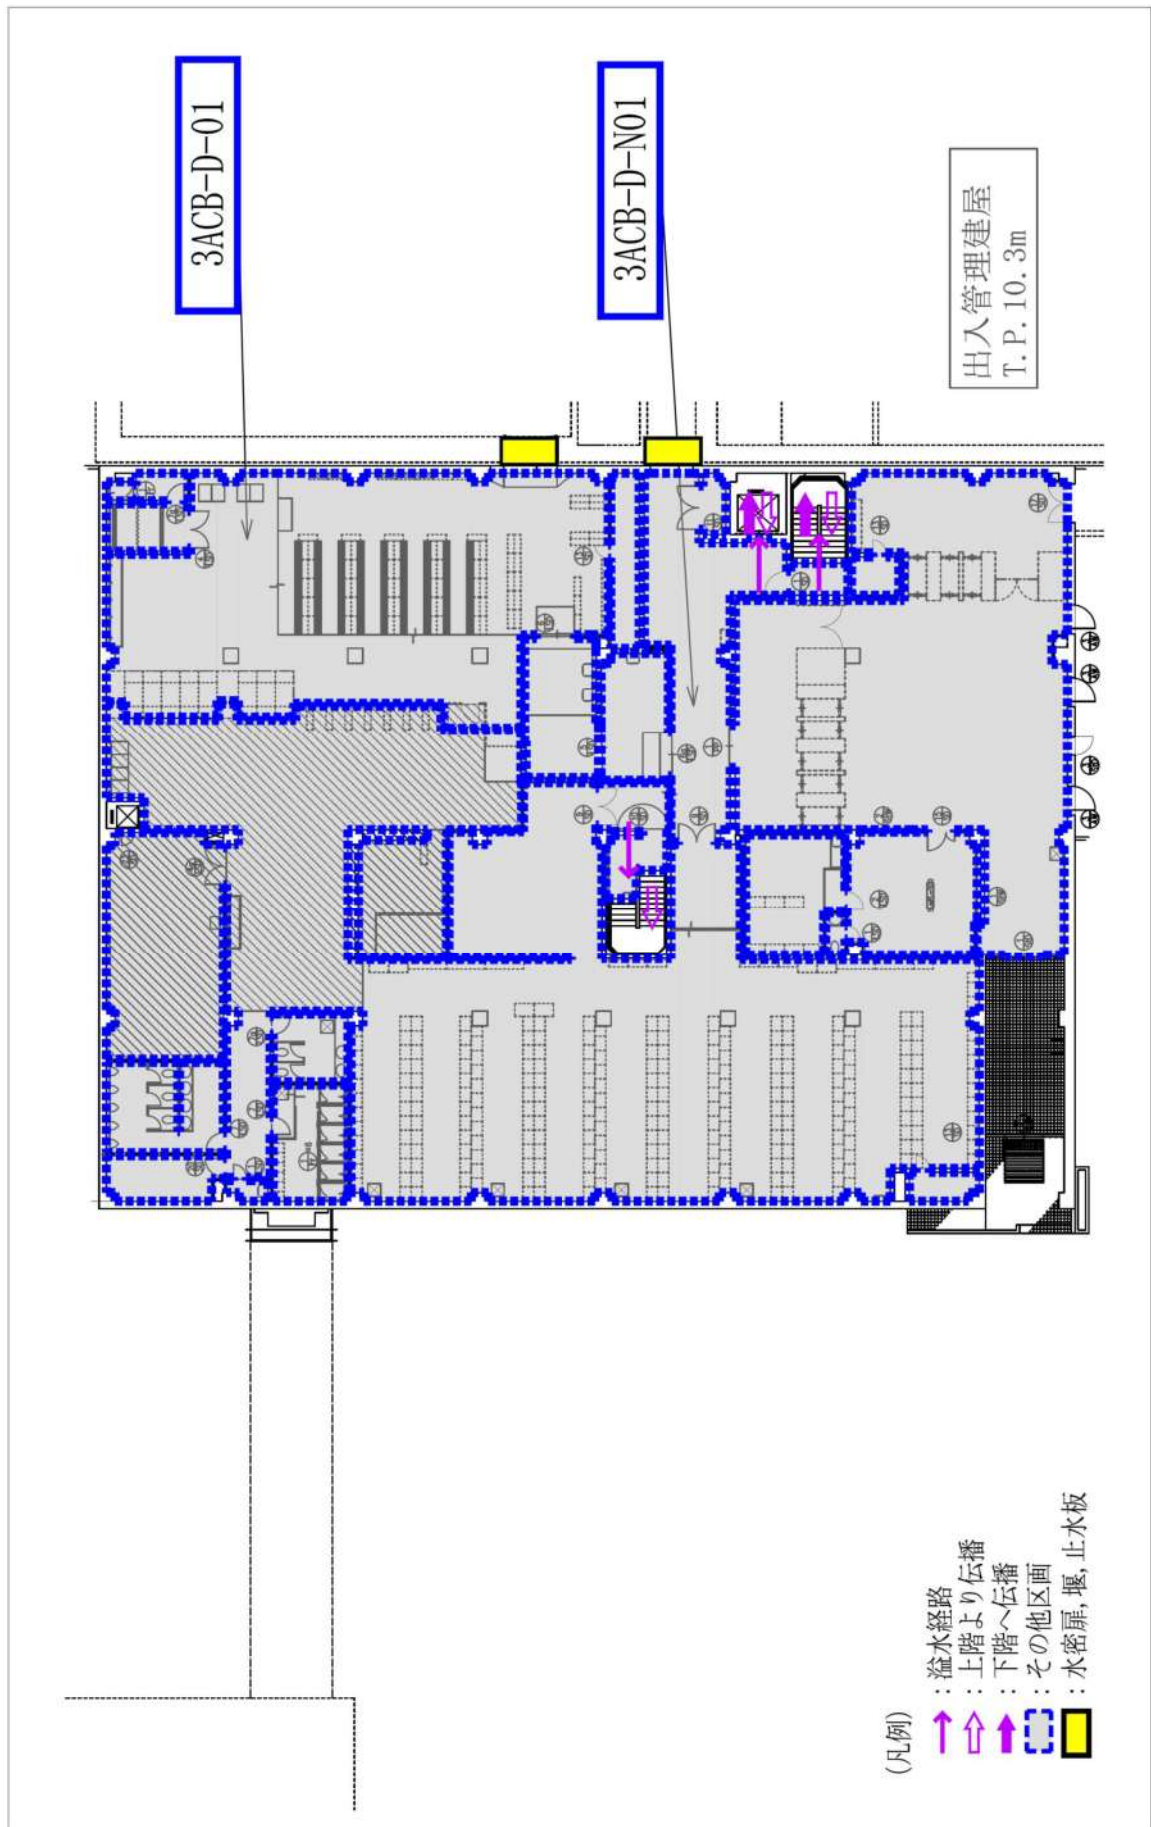 3ACB-D-01
3ACB-D-N01
出入管理建屋
T.P.10.3m
(凡例)
：溢水経路
：上階より伝播
：下階へ伝播
：その他区画
：水密扉，堰，止水板